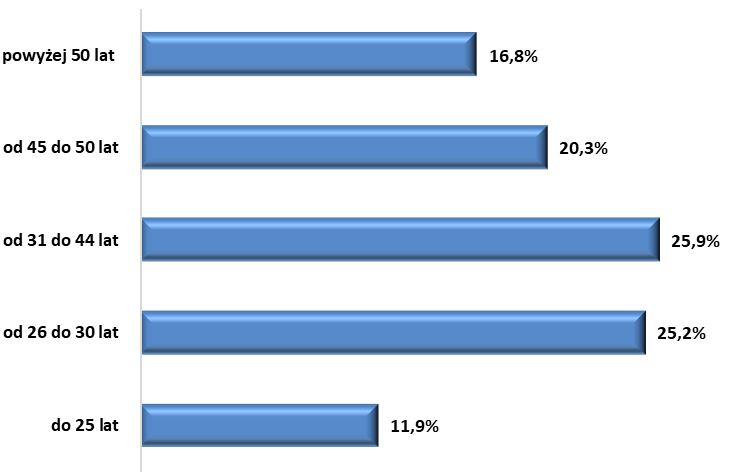 powyżej 50 lat 16,8%
od 45 do 50 lat 20,3%
od 31 do 44 lat 25,9%
od 26 do 30 lat 25,2%
do 25 lat 11,9%